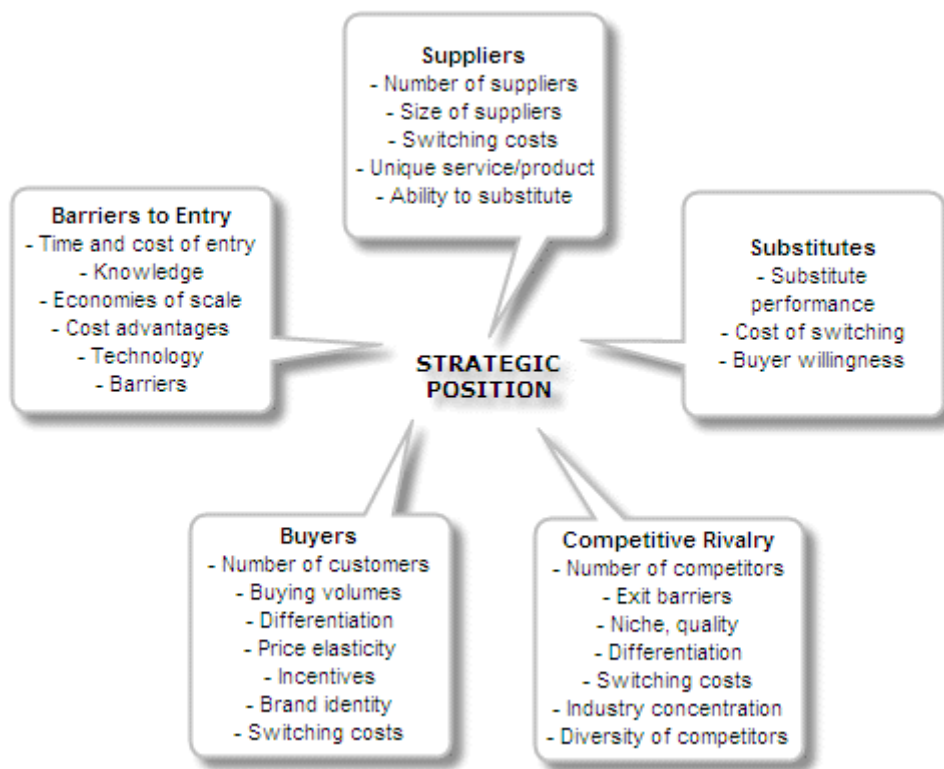 Suppliers
- Number of suppliers
- Size of suppliers
- Switching costs
- Unique service/product
- Ability to substitute
Barriers to Entry
- Time and cost of entry
- Knowledge
- Economies of scale
- Cost advantages
- Technology
- Barriers
Substitutes
- Substitute
performance
- Cost of switching
- Buyer willingness
STRATEGIC
POSITION
Buyers
- Number of customers
- Buying volumes
- Differentiation
- Price elasticity
- Incentives
- Brand identity
- Switching costs
Competitive Rivalry
- Number of competitors
- Exit barriers
- Niche, quality
- Differentiation
- Switching costs
- Industry concentration
- Diversity of competitors